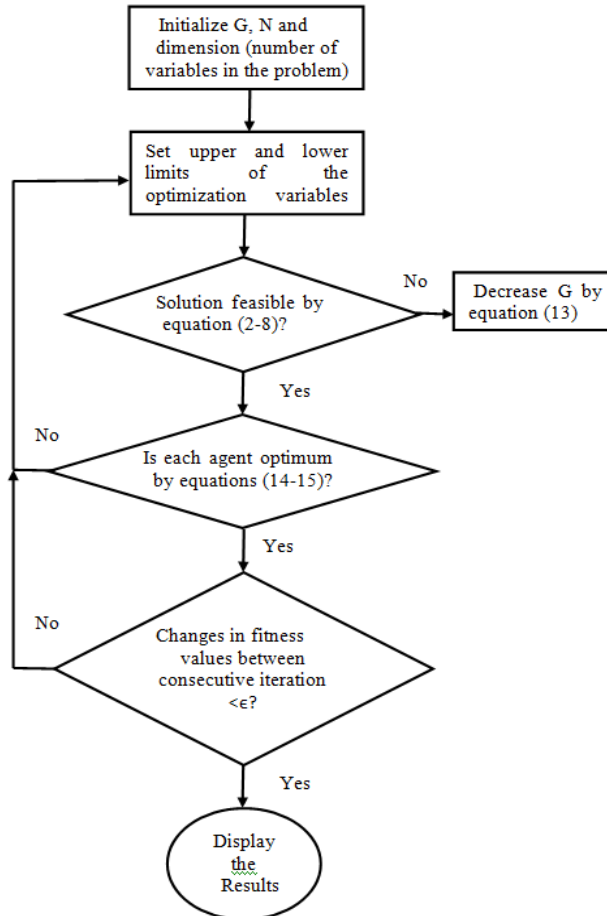 Initialize G, N and
dimension (number of
variables in the problem)
Set upper and lower
limits of the
optimization variables
Solution feasible by
equation (2-8)?
No
Decrease G by
equation (13)
Yes
No
Is each agent optimum
by equations (14-15)?
Yes
No
Changes in fitness
values between
consecutive iteration
<ϵ?
Yes
Display
the
Results